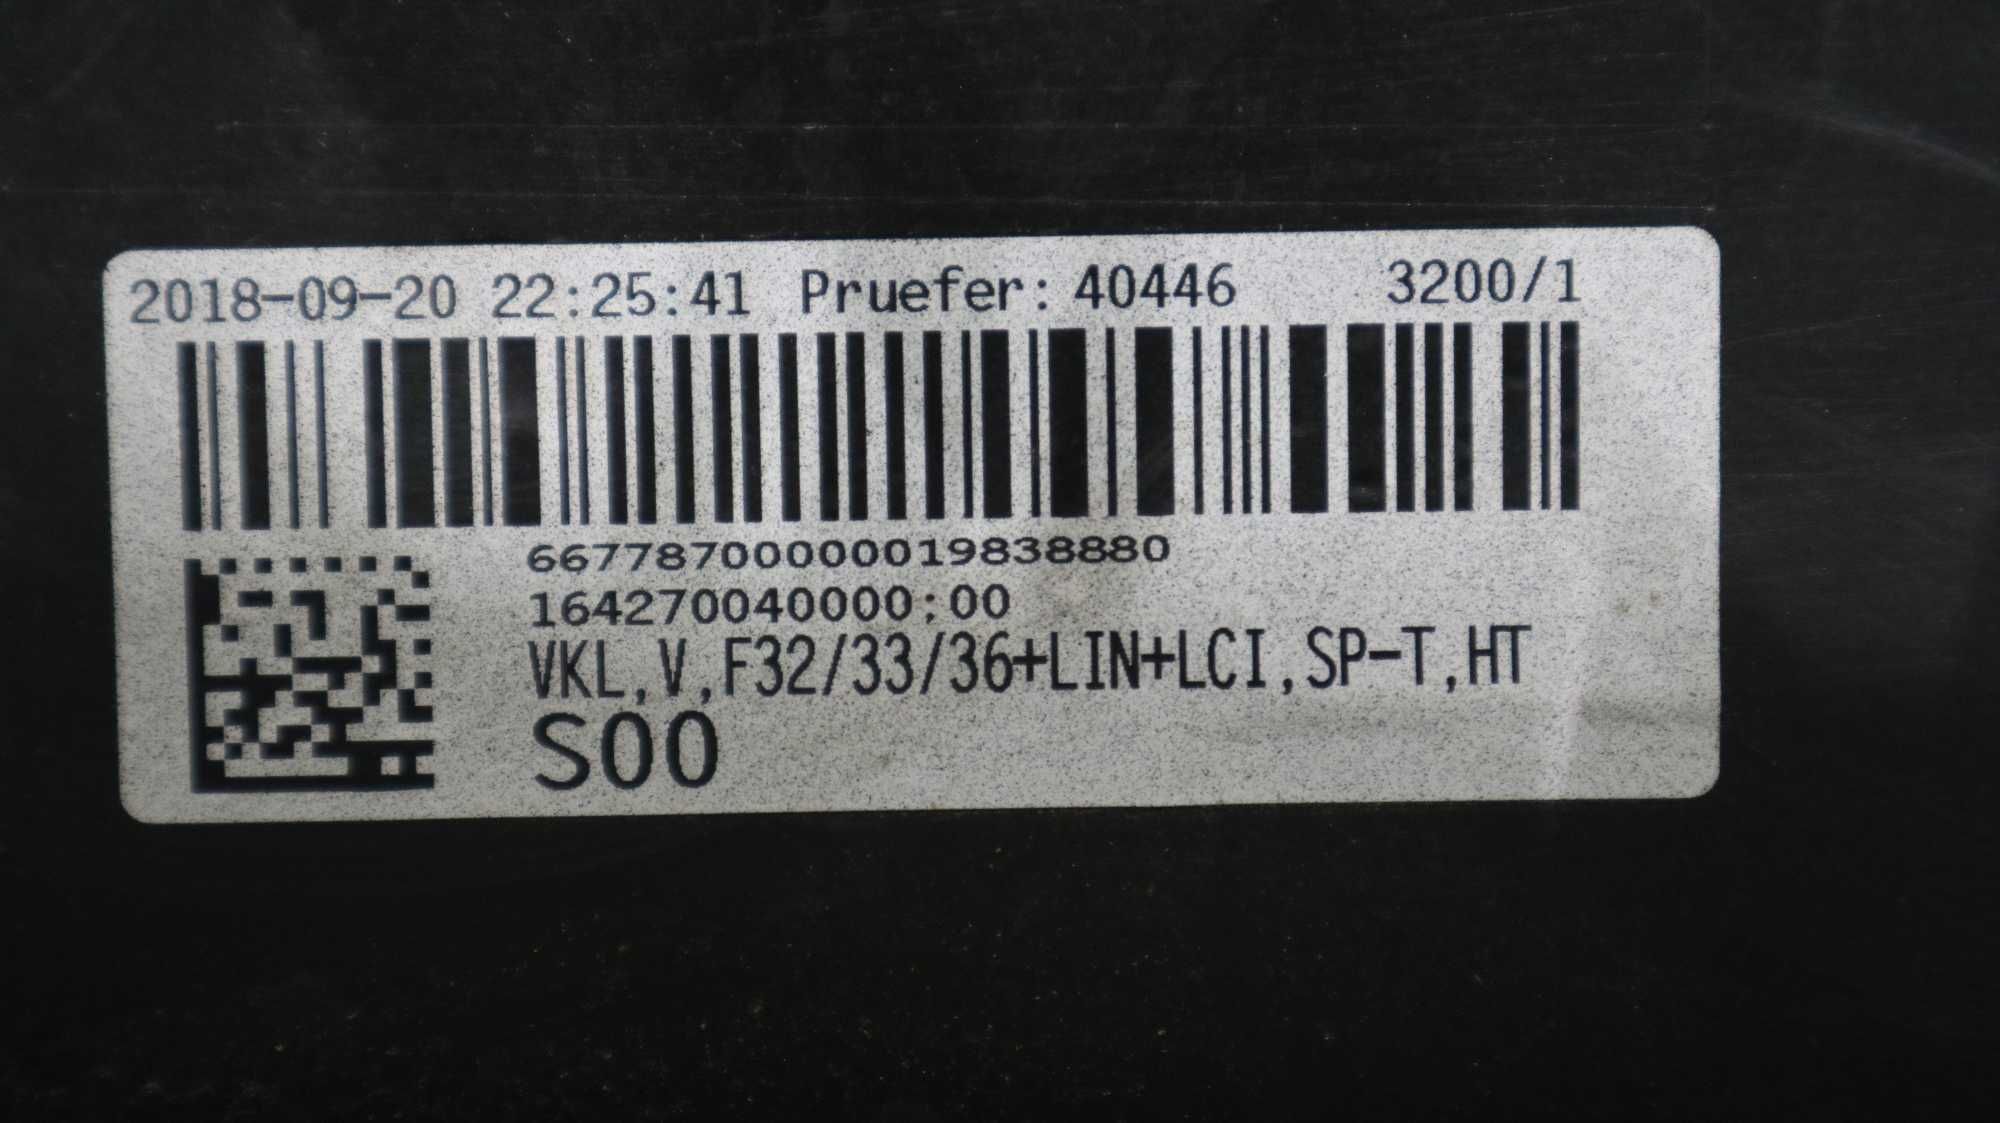 2018-09-20 22:25:41 Pruefer: 40446 3200/1
66778700000019838880
164270040000;00
VKL,V,F32/33/36+LIN+LCI,SP-T,HT
S00